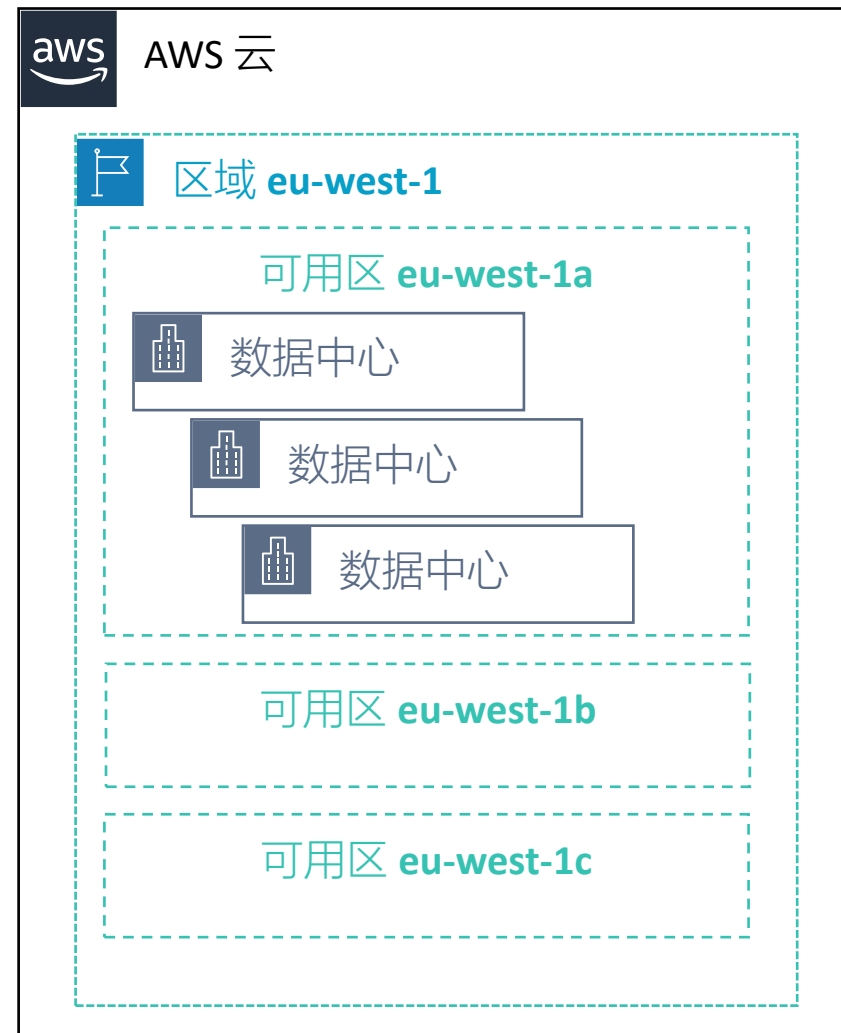 aws
AWS 云
区域 eu-west-1
可用区 eu-west-1a
数据中心
数据中心
数据中心
可用区 eu-west-1b
可用区 eu-west-1c